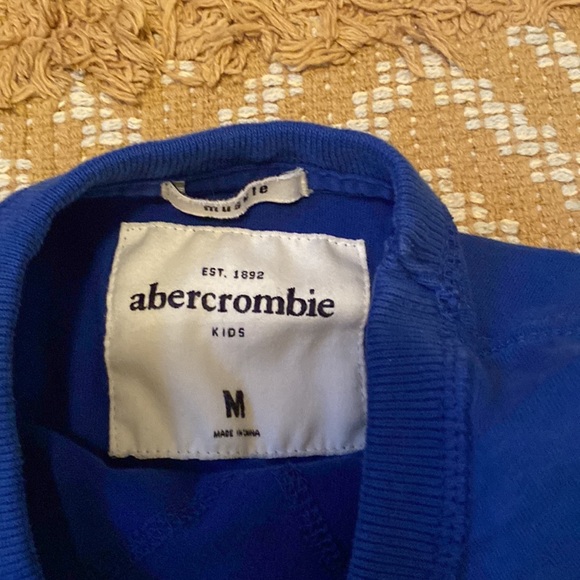 muscle
EST. 1892
abercrombie
KIDS
M
MADE IN CHINA